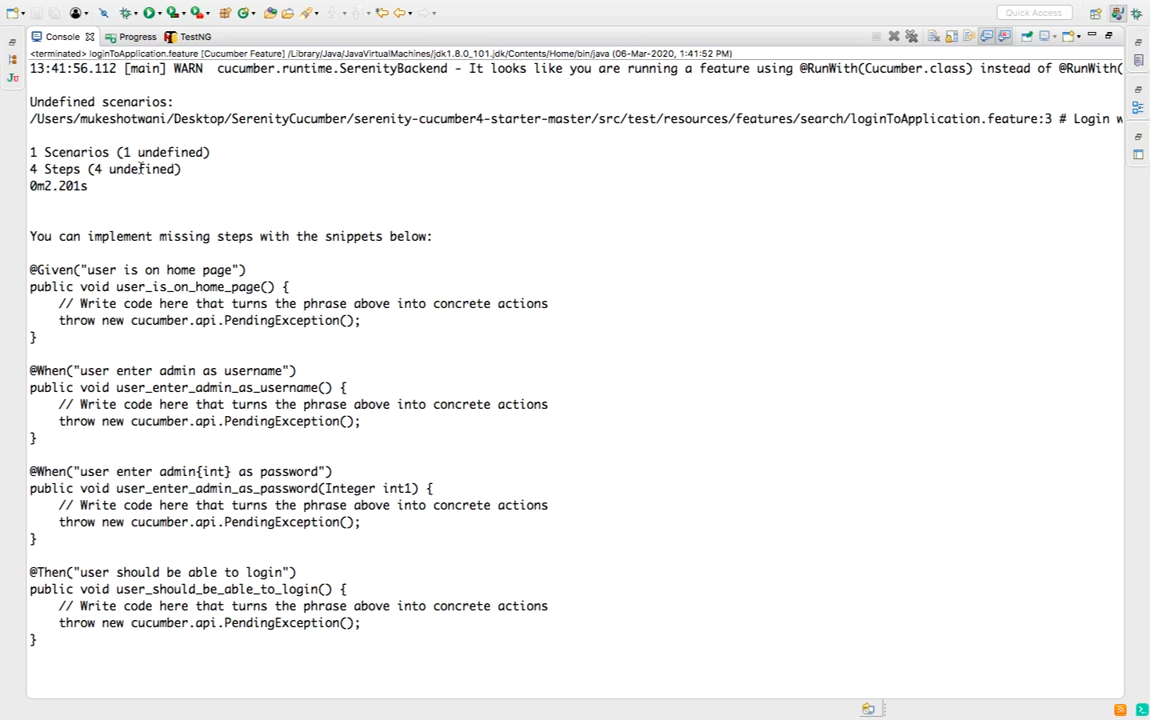 Quick Access
Console
Progress
TestNG
<terminated> loginToApplication.feature [Cucumber Feature] /Library/Java/JavaVirtualMachines/jdk1.8.0_101.jdk/Contents/Home/bin/java (06-Mar-2020, 1:41:52 PM)
13:41:56.112 [main] WARN  cucumber.runtime.SerenityBackend - It looks like you are running a feature using @RunWith(Cucumber.class) instead of @RunWith(
Undefined scenarios:
/Users/mukeshotwani/Desktop/SerenityCucumber/serenity-cucumber4-starter-master/src/test/resources/features/search/loginToApplication.feature:3 # Login w
1 Scenarios (1 undefined)
4 Steps (4 undefined)
0m2.201s
You can implement missing steps with the snippets below:
@Given("user is on home page")
public void user_is_on_home_page() {
    // Write code here that turns the phrase above into concrete actions
    throw new cucumber.api.PendingException();
}
@When("user enter admin as username")
public void user_enter_admin_as_username() {
    // Write code here that turns the phrase above into concrete actions
    throw new cucumber.api.PendingException();
}
@When("user enter admin{int} as password")
public void user_enter_admin_as_password(Integer int1) {
    // Write code here that turns the phrase above into concrete actions
    throw new cucumber.api.PendingException();
}
@Then("user should be able to login")
public void user_should_be_able_to_login() {
    // Write code here that turns the phrase above into concrete actions
    throw new cucumber.api.PendingException();
}